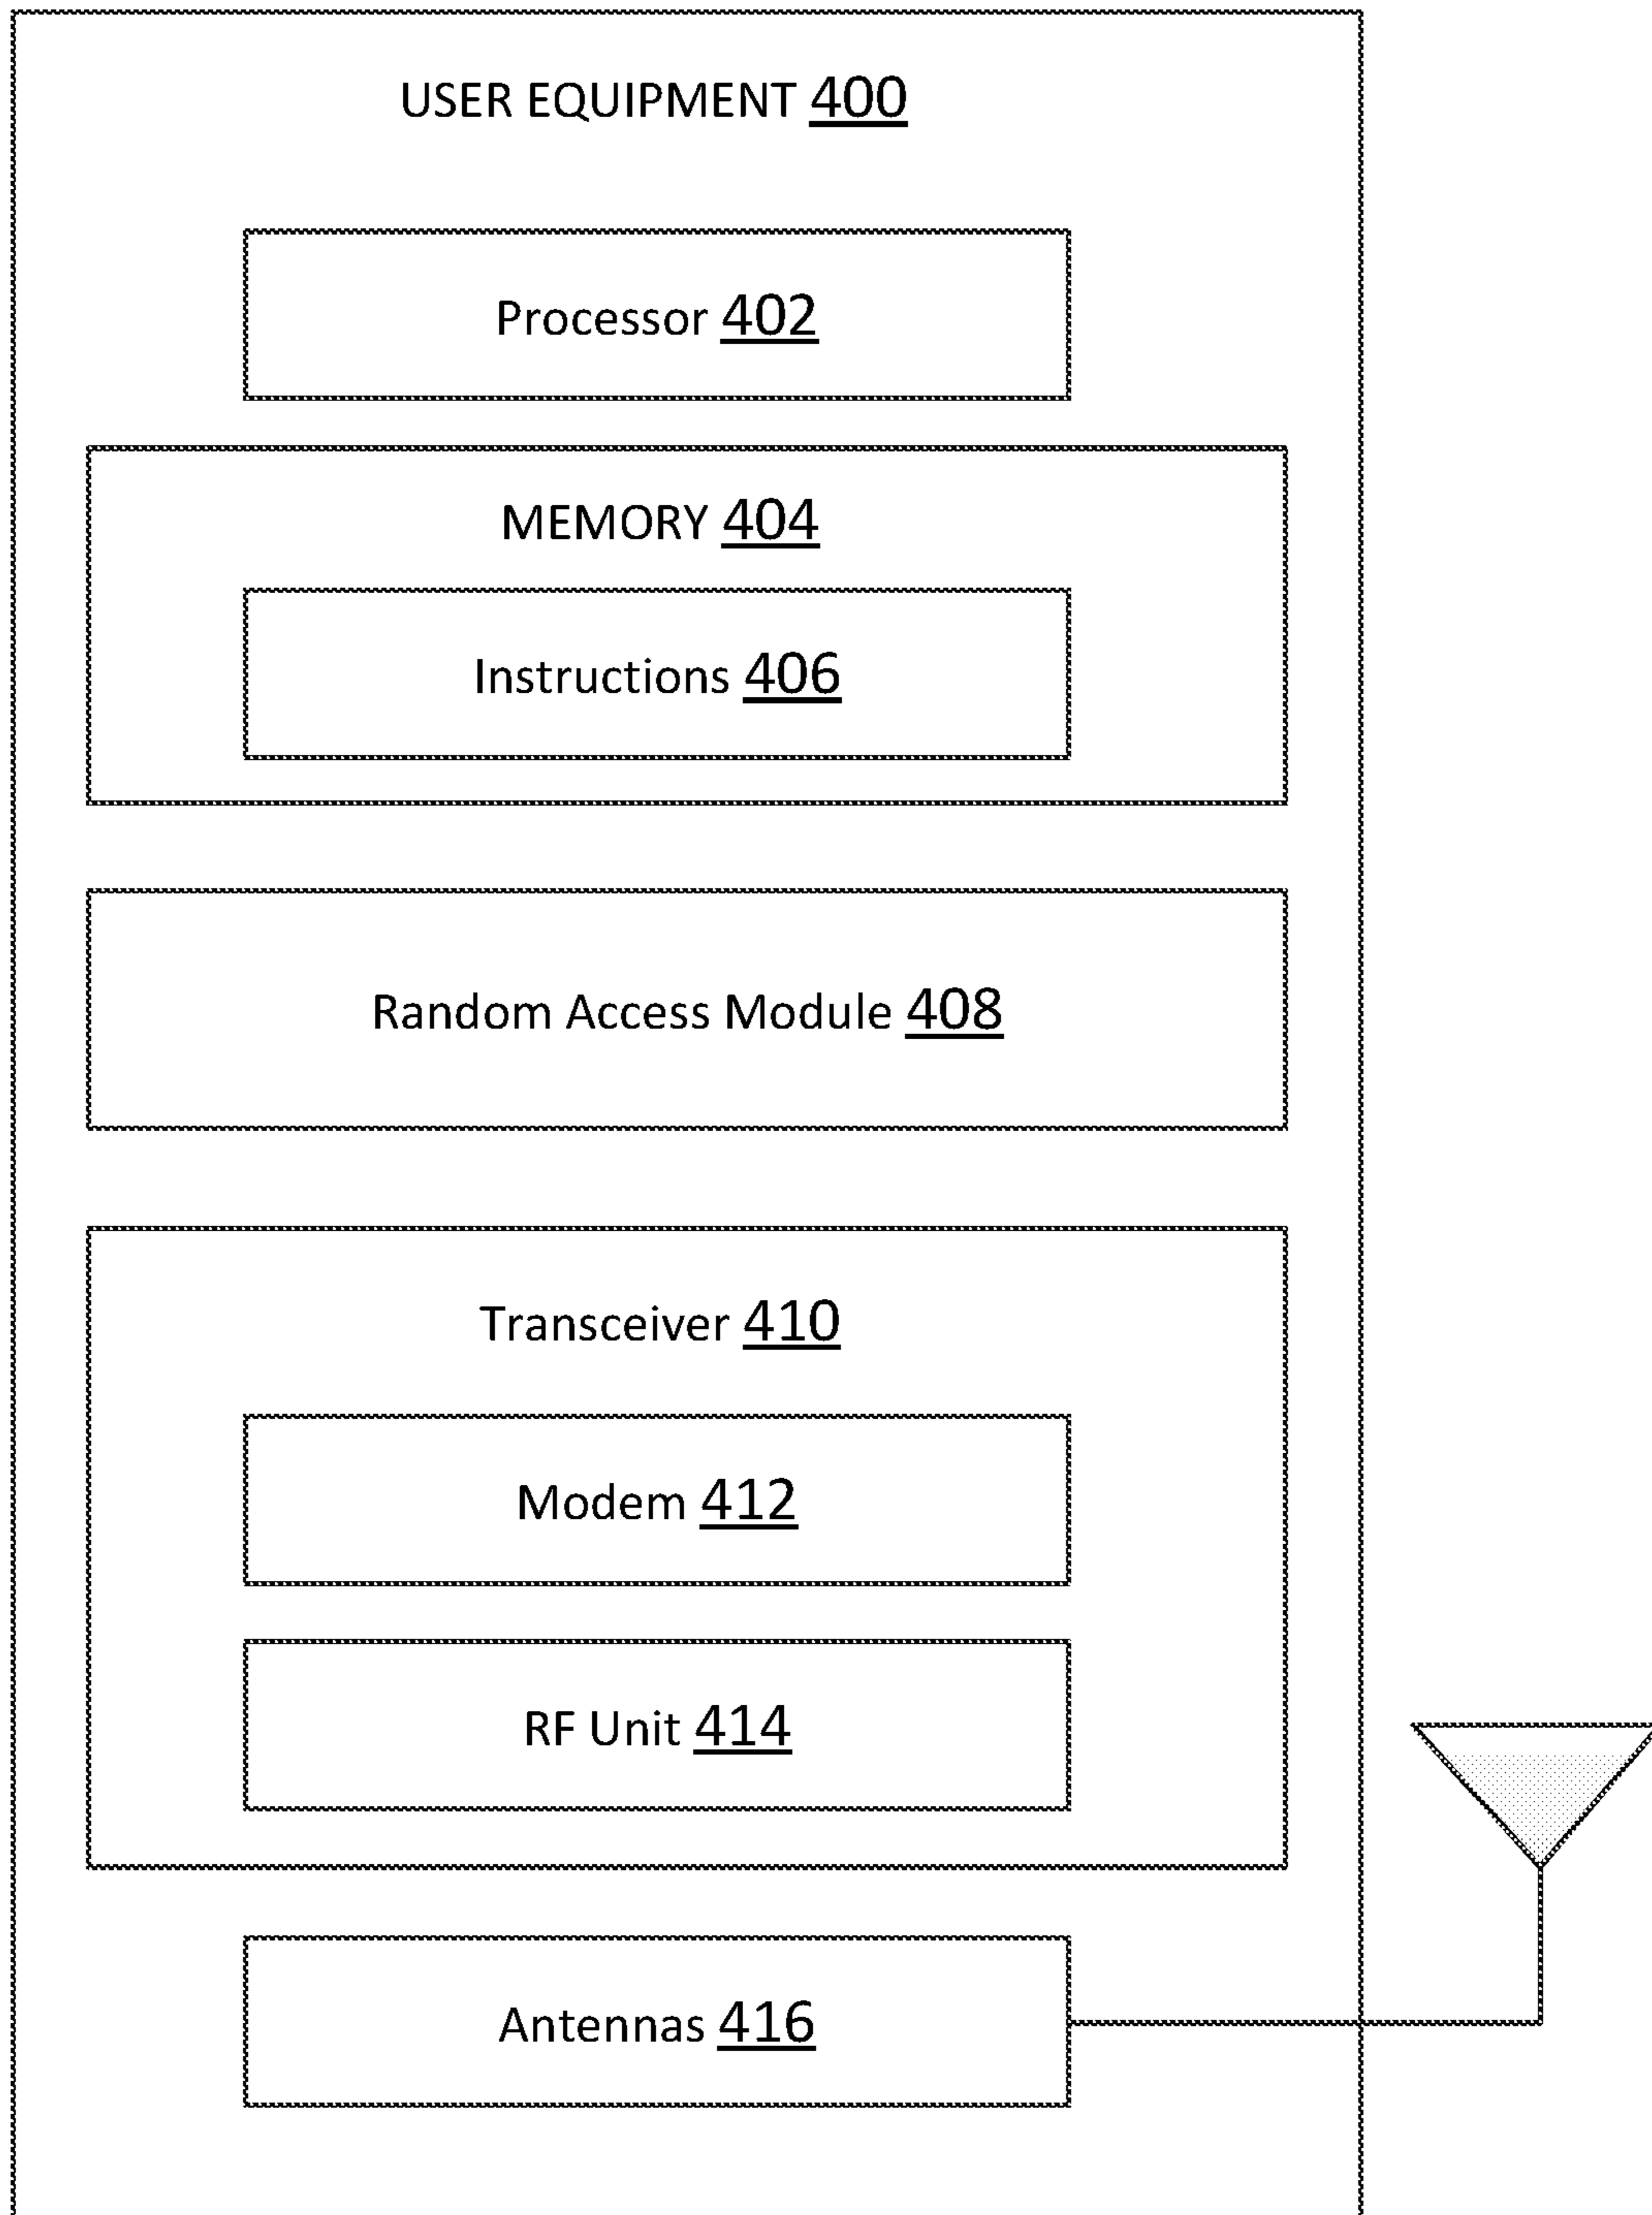 USER EQUIPMENT 400
Processor 402
MEMORY 404
Instructions 406
Random Access Module 408
Transceiver 410
Modem 412
RF Unit 414
Antennas 416